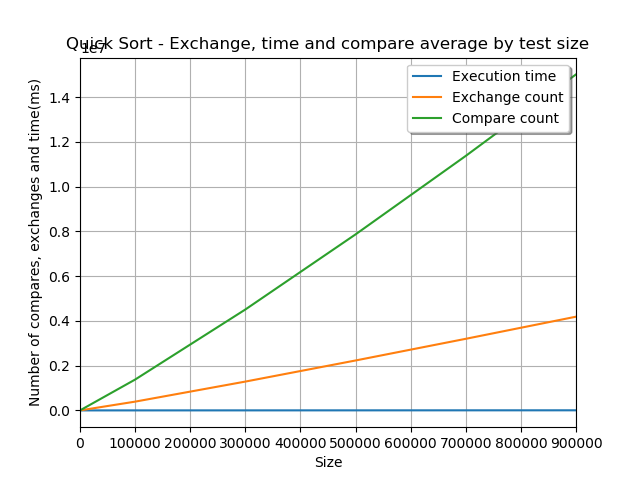 Quick Sort - Exchange, time and compare average by test size
1e7
Execution time
Exchange count
Compare count
1.4
1.2
1.0
0.8
0.6
0.4
0.2
0.0
Number of compares, exchanges and time(ms)
0 100000 200000 300000 400000 500000 600000 700000 800000 900000
Size